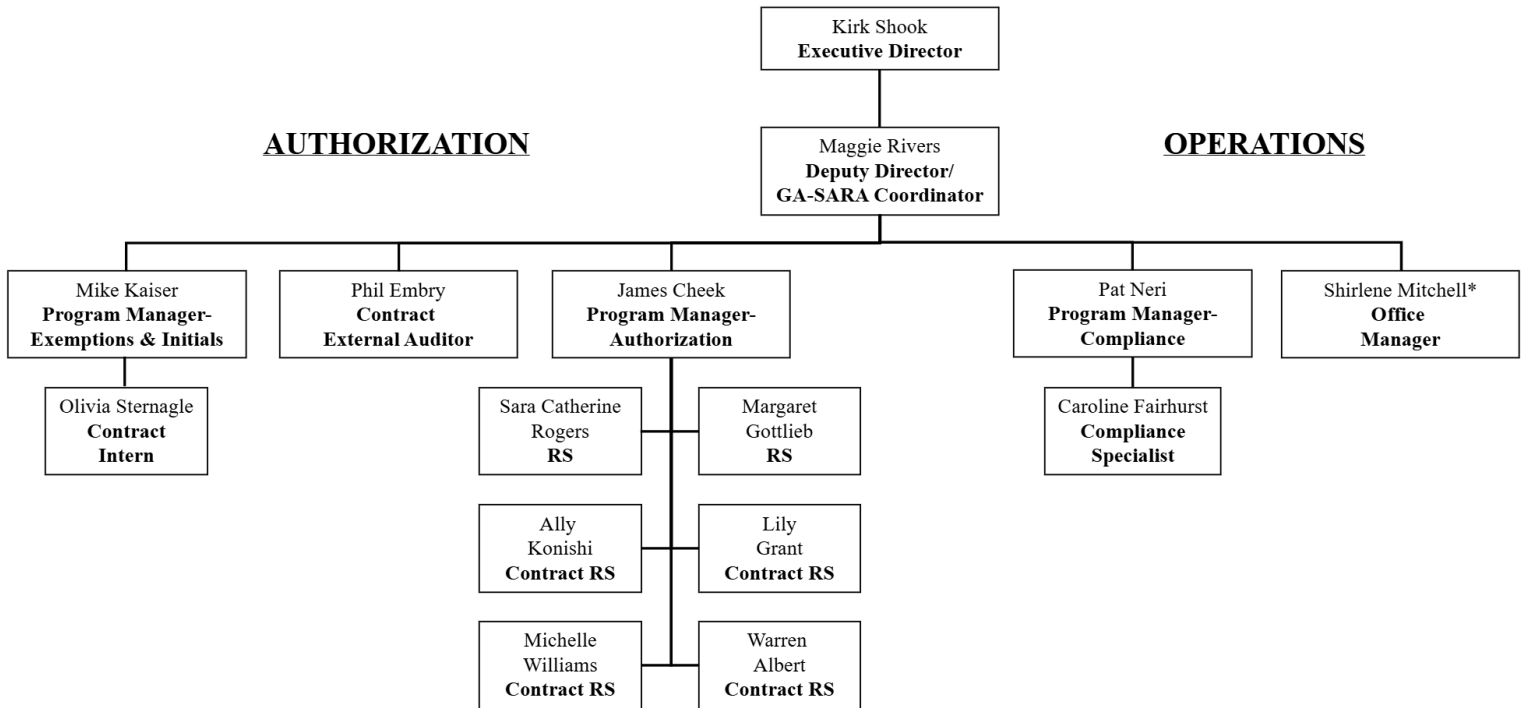 Kirk Shook
Executive Director
AUTHORIZATION
OPERATIONS
Maggie Rivers
Deputy Director/
GA-SARA Coordinator
Mike Kaiser
Program Manager-
Exemptions & Initials
Phil Embry
Contract
External Auditor
James Cheek
Program Manager-
Authorization
Pat Neri
Program Manager-
Compliance
Shirlene Mitchell*
Office
Manager
Olivia Sternagle
Contract
Intern
Sara Catherine
Rogers
RS
Margaret
Gottlieb
RS
Caroline Fairhurst
Compliance
Specialist
Ally
Konishi
Contract RS
Lily
Grant
Contract RS
Michelle
Williams
Contract RS
Warren
Albert
Contract RS